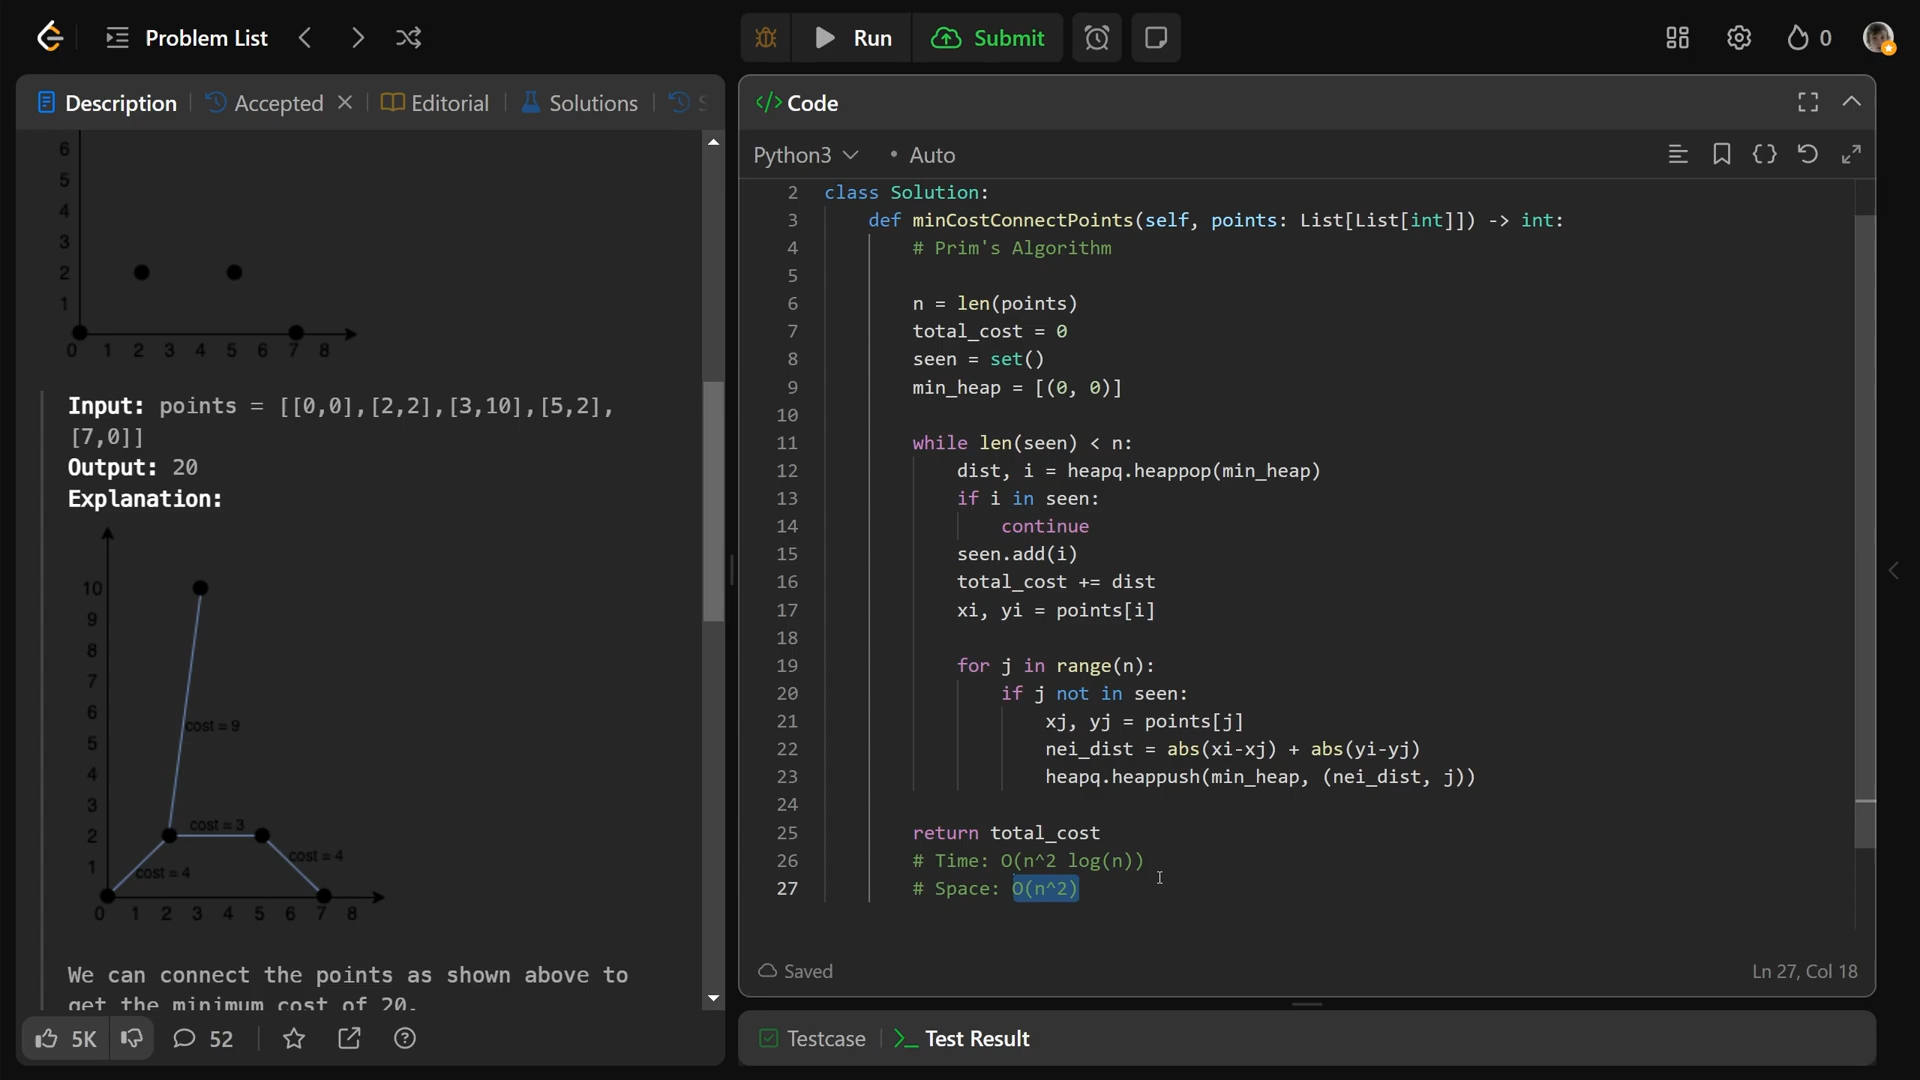 Problem List
Run
Submit
0
Description
Accepted
Editorial
Solutions
6
5
4
3
2
1
0 1 2 3 4 5 6 7 8
Input: points = [[0,0],[2,2],[3,10],[5,2],
[7,0]]
Output: 20
Explanation:
10
9
8
7
6
5
4
3
2
1
0 1 2 3 4 5 6 7 8
cost = 9
cost = 3
cost = 4
cost = 4
We can connect the points as shown above to
get the minimum cost of 20.
5K
52
</> Code
Python3 • Auto
2 class Solution:
3 def minCostConnectPoints(self, points: List[List[int]]) -> int:
4 # Prim's Algorithm
5
6 n = len(points)
7 total_cost = 0
8 seen = set()
9 min_heap = [(0, 0)]
10
11 while len(seen) < n:
12 dist, i = heapq.heappop(min_heap)
13 if i in seen:
14 continue
15 seen.add(i)
16 total_cost += dist
17 xi, yi = points[i]
18
19 for j in range(n):
20 if j not in seen:
21 xj, yj = points[j]
22 nei_dist = abs(xi-xj) + abs(yi-yj)
23 heapq.heappush(min_heap, (nei_dist, j))
24
25 return total_cost
26 # Time: O(n^2 log(n))
27 # Space: O(n^2)
Saved
Ln 27, Col 18
Testcase
Test Result